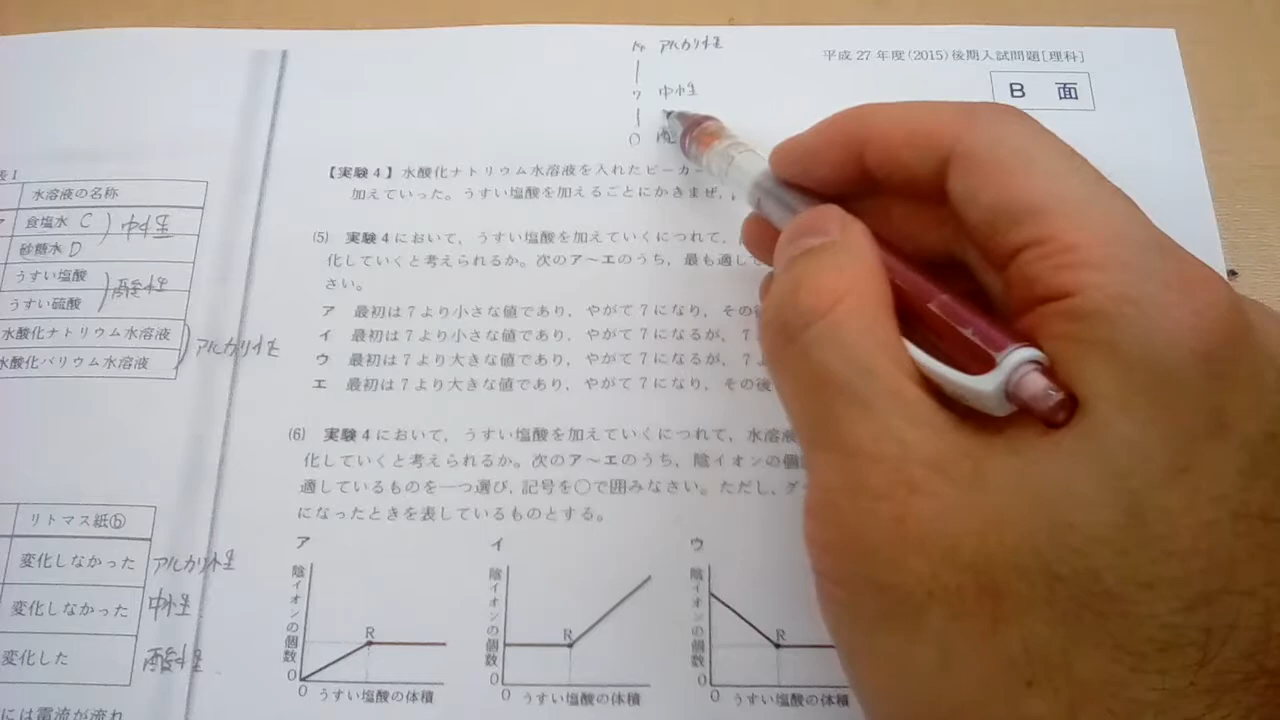 14 アルカリ性
7 中性
0
平成27年度(2015)後期入試問題[理科]
B 面
【実験4】 水酸化ナトリウム水溶液を入れたビーカ
加えていった。うすい塩酸を加えるごとにかきまぜ,
(5) 実験4において,うすい塩酸を加えていくにつれて,
化していくと考えられるか。次のア〜エのうち,最も適して
さい。
ア 最初は7より小さな値であり,やがて7になり,その後
イ 最初は7より小さな値であり,やがて7になるが,7
ウ 最初は7より大きな値であり,やがて7になるが,7よ
エ 最初は7より大きな値であり,やがて7になり,その後
(6) 実験4において,うすい塩酸を加えていくにつれて,水溶液
化していくと考えられるか。次のア〜エのうち,陰イオンの個
適しているものを一つ選び,記号を○で囲みなさい。ただし,グ
になったときを表しているものとする。
ア
陰イオンの個数
R
0
0
うすい塩酸の体積
イ
陰イオンの個数
R
0
0
うすい塩酸の体積
ウ
陰イオンの個数
R
0
0
うすい塩酸の体積
表1
水溶液の名称
食塩水 C
砂糖水 D
中性
うすい塩酸
うすい硫酸
酸性
水酸化ナトリウム水溶液
水酸化バリウム水溶液
アルカリ性
リトマス紙ⓑ
変化しなかった アルカリ性
変化しなかった 中性
変化した 酸性
には電流が流れ